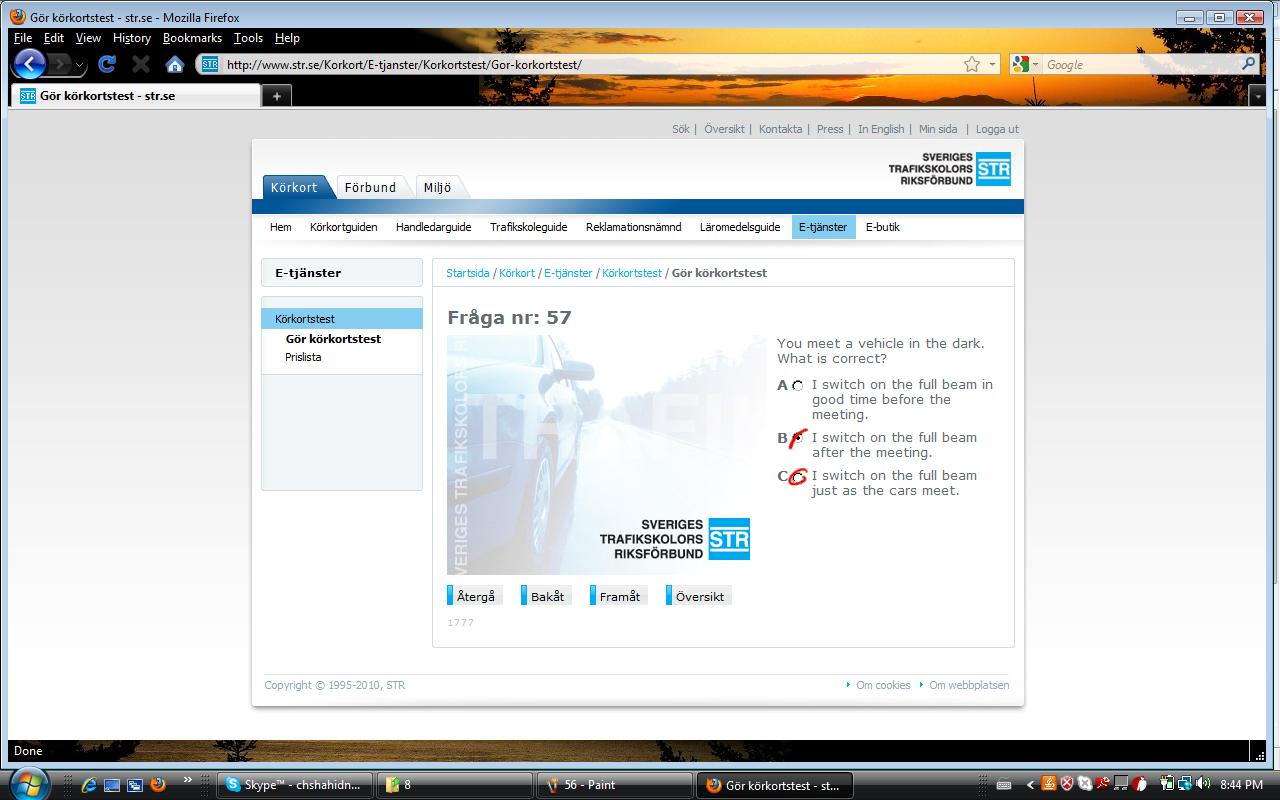 Gör körkortstest - str.se - Mozilla Firefox
File Edit View History Bookmarks Tools Help
STR http://www.str.se/Korkort/E-tjanster/Korkortstest/Gor-korkortstest/ Google
STR Gör körkortstest - str.se
Sök | Översikt | Kontakta | Press | In English | Min sida | Logga ut
SVERIGES
TRAFIKSKOLORS
RIKSFÖRBUND
STR
Körkort Förbund Miljö
Hem Körkortguiden Handledarguide Trafikskoleguide Reklamationsnämnd Läromedelsguide E-tjänster E-butik
E-tjänster
Körkortstest
Gör körkortstest
Prislista
Startsida / Körkort / E-tjänster / Körkortstest / Gör körkortstest
Fråga nr: 57
TRAFI
VERIGES TRAFIKSKOLORS R
SVERIGES
TRAFIKSKOLORS
RIKSFÖRBUND
STR
You meet a vehicle in the dark.
What is correct?
A I switch on the full beam in
good time before the
meeting.
B I switch on the full beam
after the meeting.
C I switch on the full beam
just as the cars meet.
Återgå Bakåt Framåt Översikt
1777
Copyright © 1995-2010, STR Om cookies Om webbplatsen
Done
Skype™ - chshahidn... 8 56 - Paint Gör körkortstest - st... 8:44 PM